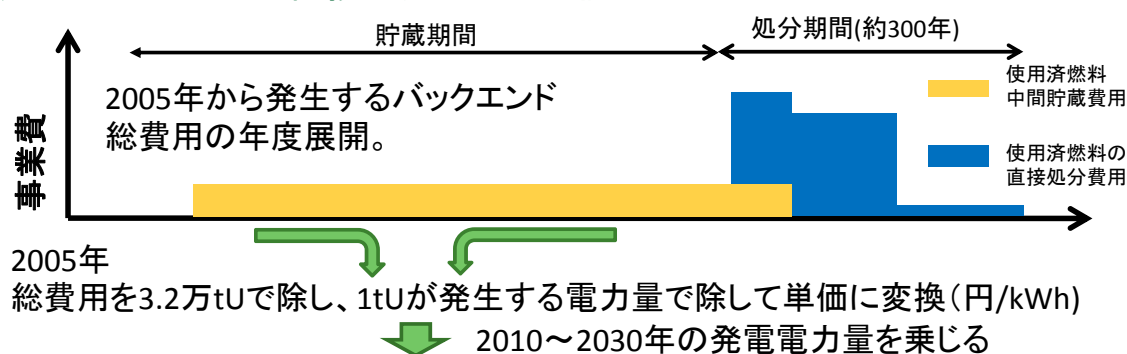 貯蔵期間
処分期間(約300年)
2005年から発生するバックエンド
総費用の年度展開。
使用済燃料
中間貯蔵費用
使用済燃料の
直接処分費用
事業費
2005年
総費用を3.2万tUで除し、1tUが発生する電力量で除して単価に変換（円/kWh)
2010～2030年の発電電力量を乗じる